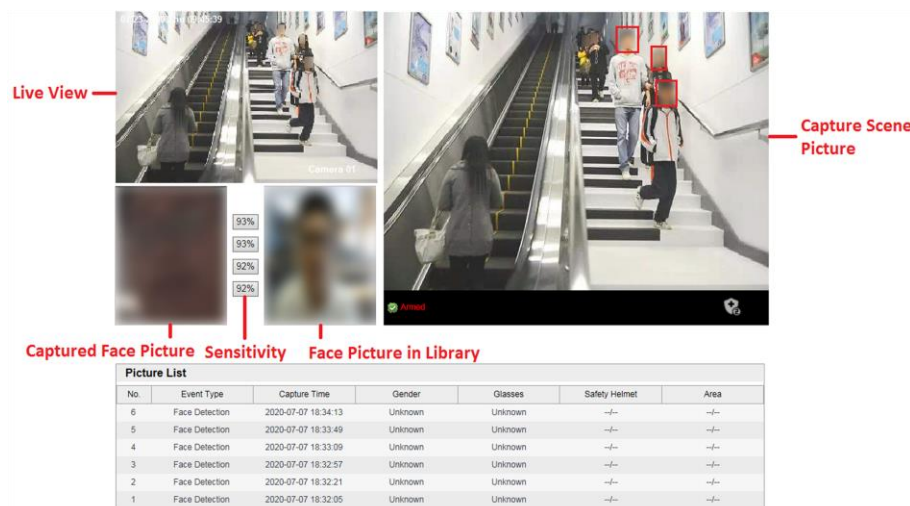 Live View
Camera 01
Capture Scene
Picture
93%
93%
92%
92%
Armed
Captured Face Picture
Sensitivity
Face Picture in Library
Picture List
No. Event Type Capture Time Gender Glasses Safety Helmet Area
6 Face Detection 2020-07-07 18:34:13 Unknown Unknown --/-- --/--
5 Face Detection 2020-07-07 18:33:49 Unknown Unknown --/-- --/--
4 Face Detection 2020-07-07 18:33:09 Unknown Unknown --/-- --/--
3 Face Detection 2020-07-07 18:32:57 Unknown Unknown --/-- --/--
2 Face Detection 2020-07-07 18:32:21 Unknown Unknown --/-- --/--
1 Face Detection 2020-07-07 18:32:05 Unknown Unknown --/-- --/--